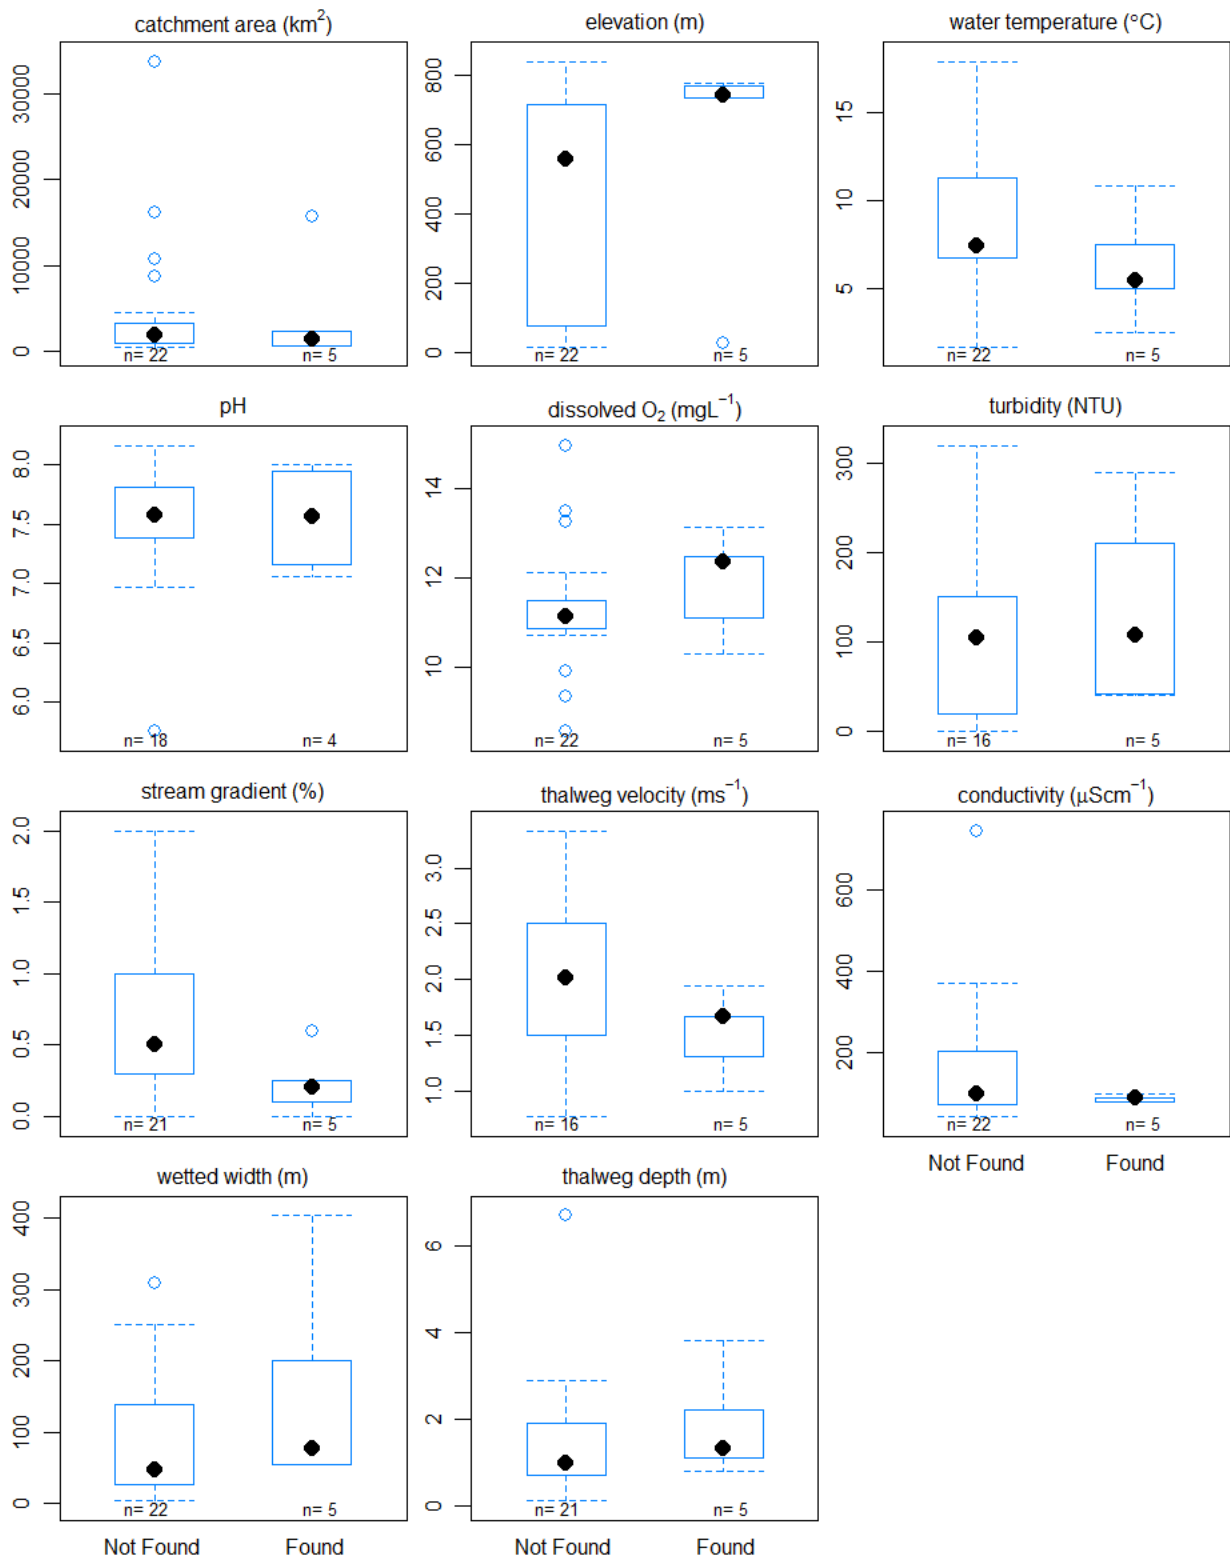 catchment area (km²)
elevation (m)
water temperature (°C)
30000
20000
10000
0
n= 22
n= 5
800
600
400
200
0
n= 22
n= 5
15
10
5
n= 22
n= 5
pH
dissolved O₂ (mgL⁻¹)
turbidity (NTU)
8.0
7.5
7.0
6.5
6.0
n= 18
n= 4
14
12
10
n= 22
n= 5
300
200
100
0
n= 16
n= 5
stream gradient (%)
thalweg velocity (ms⁻¹)
conductivity (μScm⁻¹)
2.0
1.5
1.0
0.5
0.0
n= 21
n= 5
3.0
2.5
2.0
1.5
1.0
n= 16
n= 5
600
400
200
n= 22
n= 5
Not Found
Found
wetted width (m)
thalweg depth (m)
400
300
200
100
0
n= 22
n= 5
6
4
2
0
n= 21
n= 5
Not Found
Found
Not Found
Found